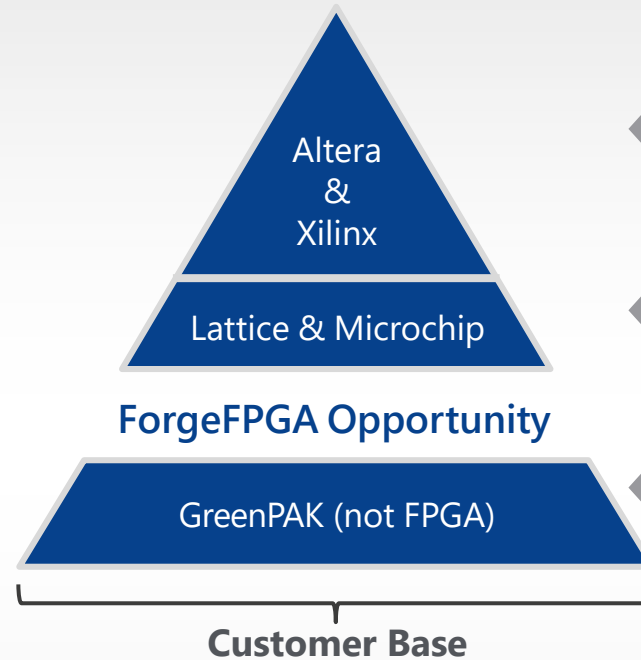 Altera
&
Xilinx
Lattice & Microchip
ForgeFPGA Opportunity
GreenPAK (not FPGA)
Customer Base